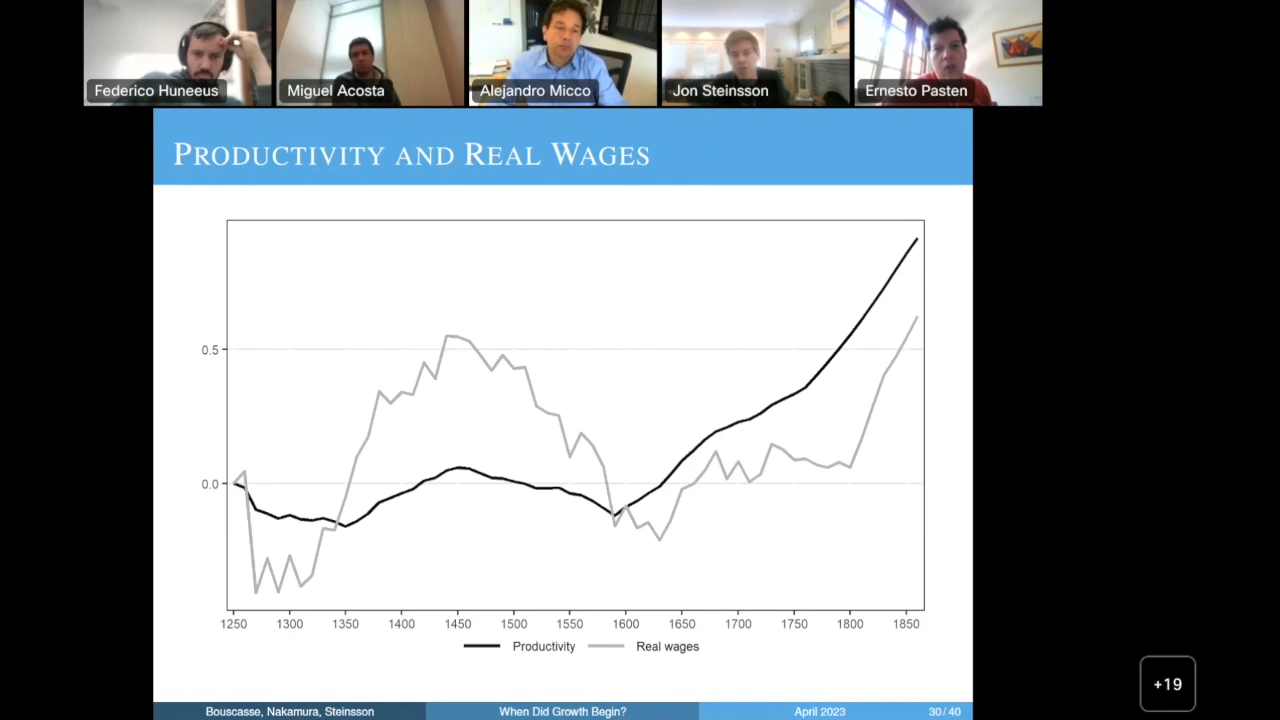 Federico Huneeus
Miguel Acosta
Alejandro Micco
Jon Steinsson
Ernesto Pasten
PRODUCTIVITY AND REAL WAGES
0.5
0.0
1250 1300 1350 1400 1450 1500 1550 1600 1650 1700 1750 1800 1850
Productivity Real wages
Bouscasse, Nakamura, Steinsson When Did Growth Begin? April 2023 30/40
+19